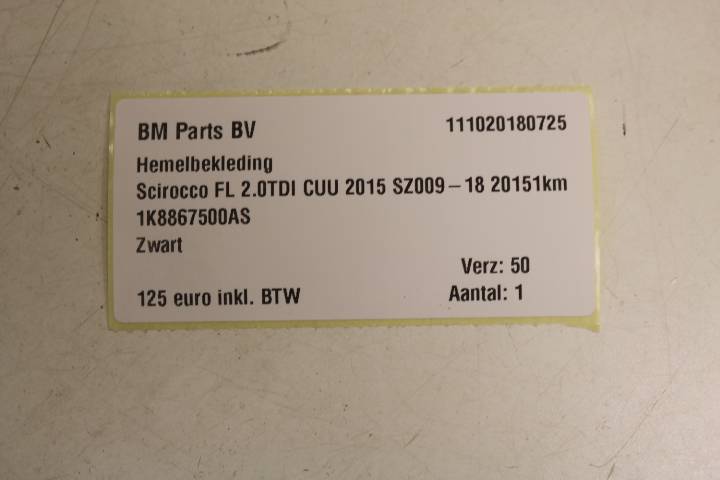 BM Parts BV 111020180725
Hemelbekleding
Scirocco FL 2.0TDI CUU 2015 SZ009 – 18 20151km
1K8867500AS
Zwart
Verz: 50
125 euro inkl. BTW Aantal: 1